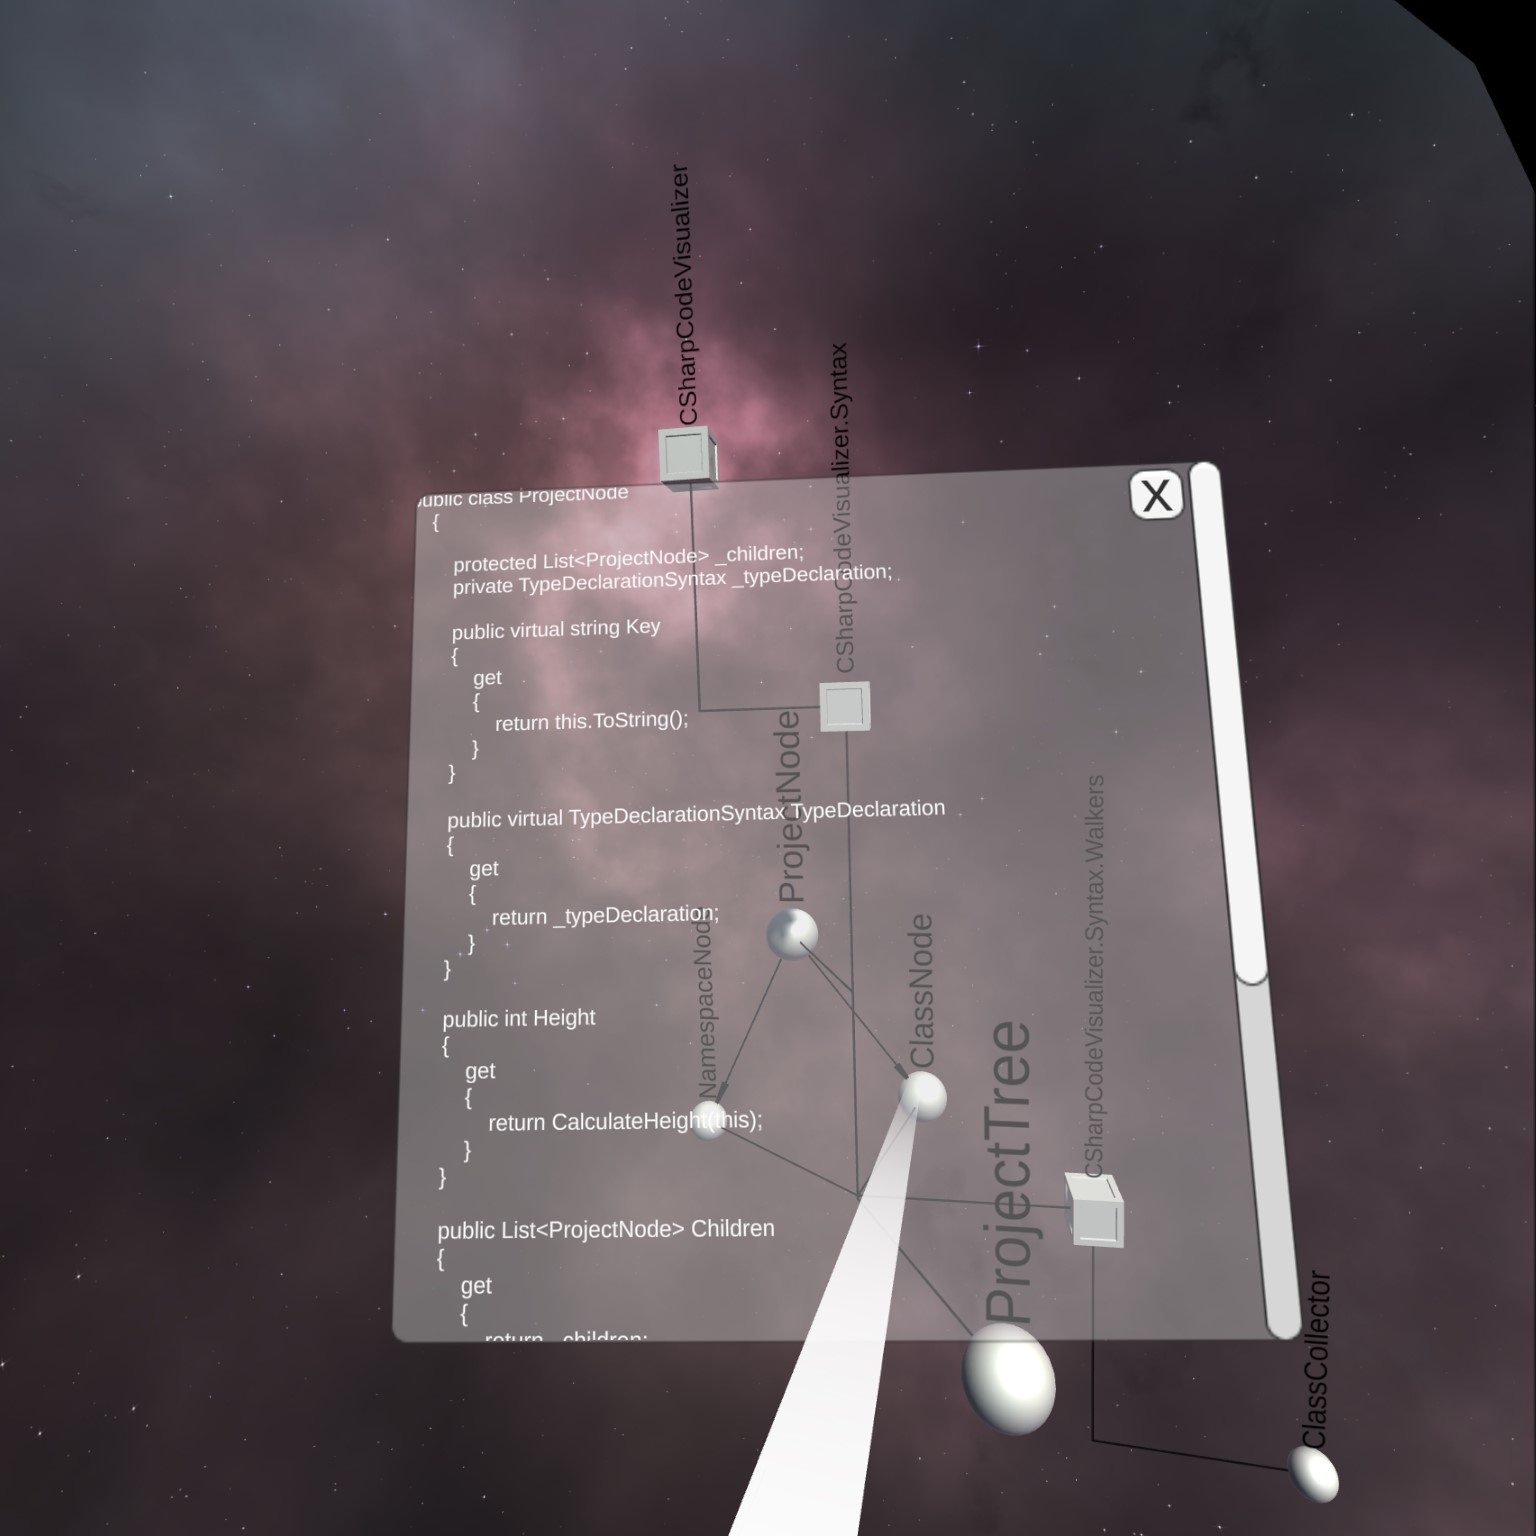 CSharpCodeVisualizer
CSharpCodeVisualizer.Syntax
X
public class ProjectNode
{
protected List<ProjectNode> _children;
private TypeDeclarationSyntax _typeDeclaration;
public virtual string Key
{
get
{
return this.ToString();
}
}
public virtual TypeDeclarationSyntax TypeDeclaration
{
get
{
return _typeDeclaration;
}
}
public int Height
{
get
{
return CalculateHeight(this);
}
}
public List<ProjectNode> Children
{
get
{
return _children;
ProjectNode
NamespaceNode
ClassNode
ProjectTree
CSharpCodeVisualizer.Syntax.Walkers
ClassCollector